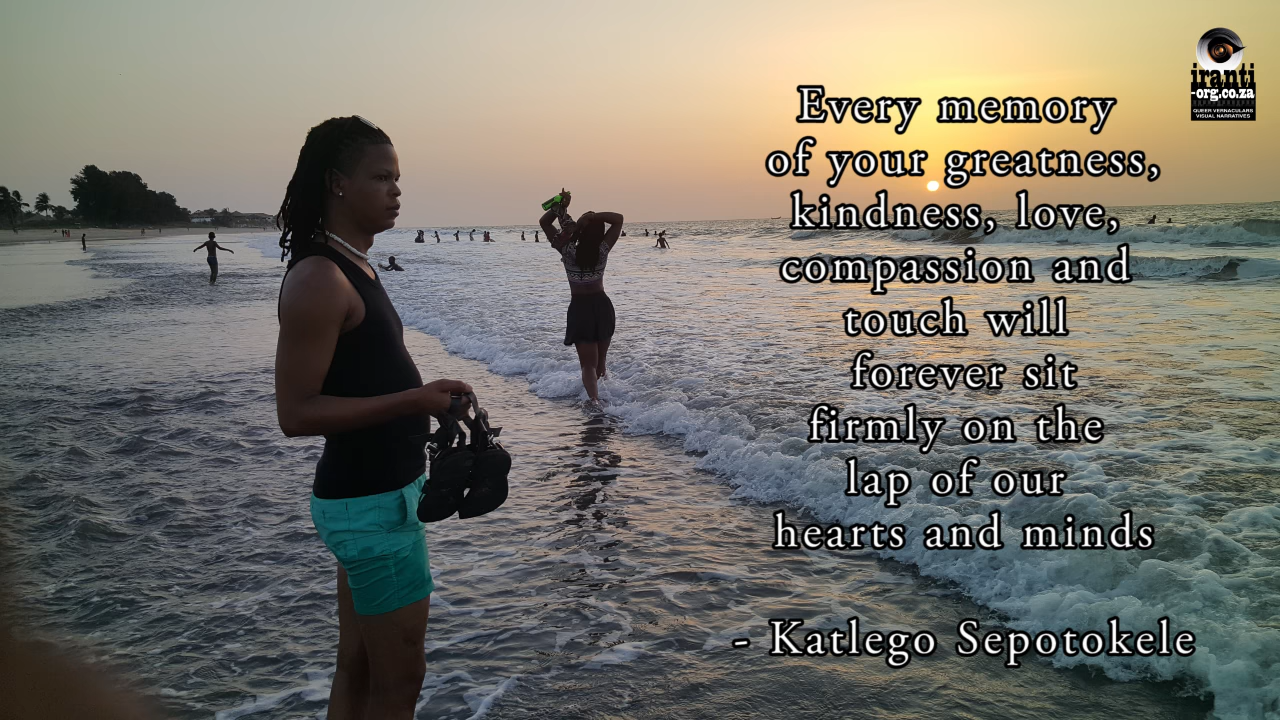 iranti
-org.co.za
QUEER VERNACULARS
VISUAL NARRATIVES
Every memory
of your greatness,
kindness, love,
compassion and
touch will
forever sit
firmly on the
lap of our
hearts and minds
- Katlego Sepotokele